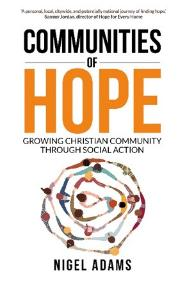 "A personal, local, citywide, and potentially national journey of finding hope."
Samner Jordan, director of Hope for Every Home
COMMUNITIES
OF
HOPE
GROWING CHRISTIAN COMMUNITY
THROUGH SOCIAL ACTION
NIGEL ADAMS